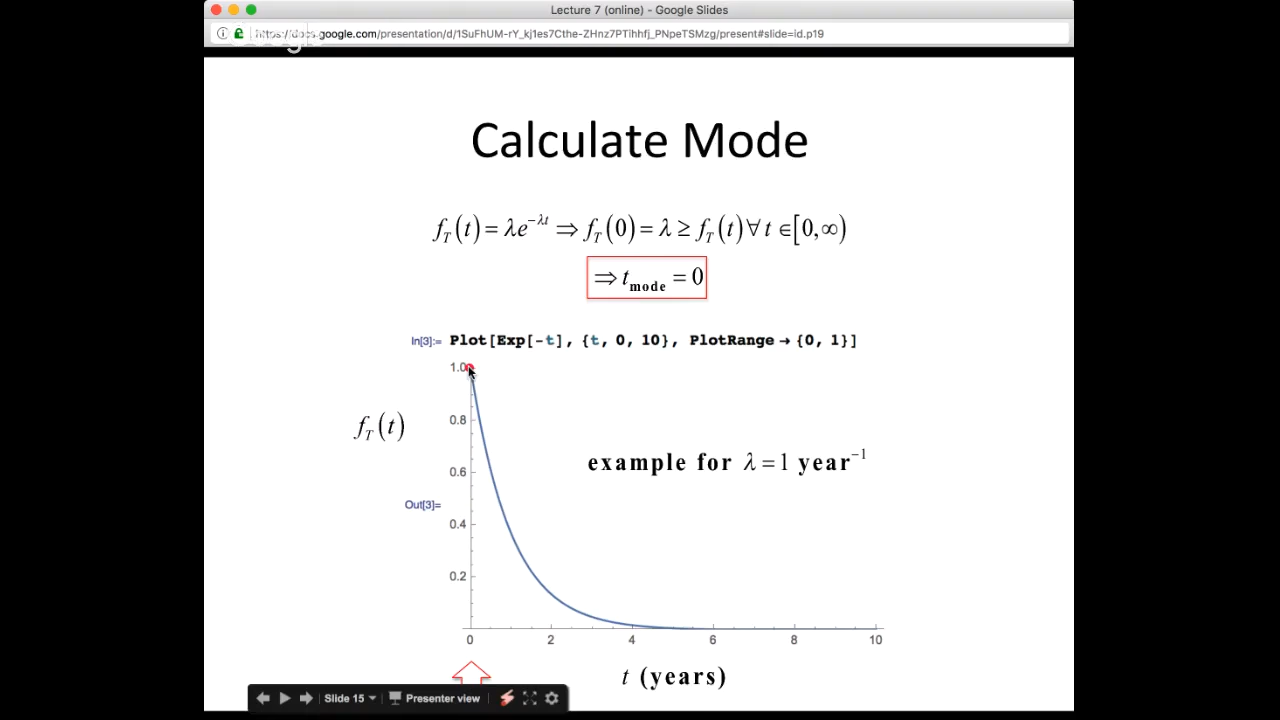 Lecture 7 (online) - Google Slides
https://docs.google.com/presentation/d/1SuFhUM-rY_kj1es7Cthe-ZHnz7PTihhfj_PNpeTSMzg/present#slide=id.p19
Calculate Mode
f_T(t) = λe^{−λt} ⇒ f_T(0) = λ ≥ f_T(t) ∀ t ∈ [0,∞)
⇒ t_mode = 0
In[3]:= Plot[Exp[-t], {t, 0, 10}, PlotRange → {0, 1}]
1.0
0.8
f_T(t)
example for λ = 1 year^{−1}
0.6
Out[3]=
0.4
0.2
0 2 4 6 8 10
t (years)
Slide 15 Presenter view